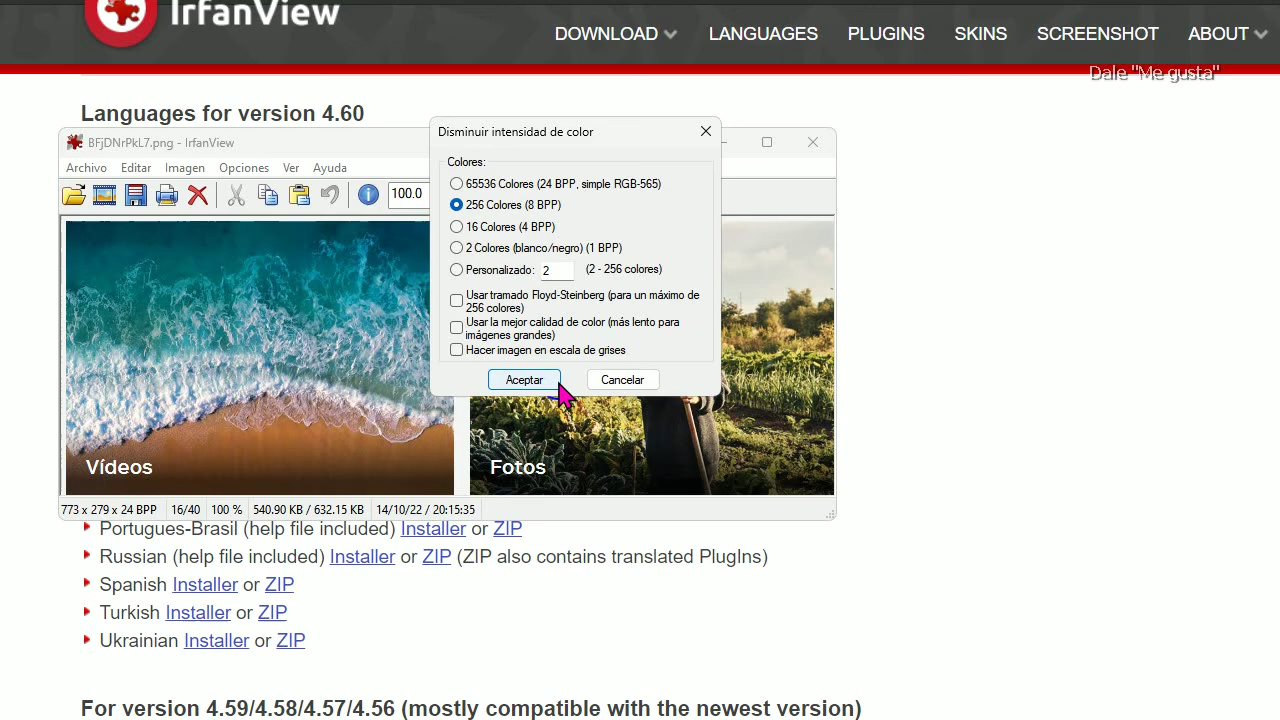 IrfanView
DOWNLOAD LANGUAGES PLUGINS SKINS SCREENSHOT ABOUT
Dale "Me gusta"
Languages for version 4.60
BFjDNrPkL7.png - IrfanView
Archivo Editar Imagen Opciones Ver Ayuda
100.0
Disminuir intensidad de color
Colores:
65536 Colores (24 BPP, simple RGB-565)
256 Colores (8 BPP)
16 Colores (4 BPP)
2 Colores (blanco/negro) (1 BPP)
Personalizado: 2 (2 - 256 colores)
Usar tramado Floyd-Steinberg (para un máximo de
256 colores)
Usar la mejor calidad de color (más lento para
imágenes grandes)
Hacer imagen en escala de grises
Aceptar Cancelar
Vídeos
Fotos
773 x 279 x 24 BPP 16/40 100 % 540.90 KB / 632.15 KB 14/10/22 / 20:15:35
Portugues-Brasil (help file included) Installer or ZIP
Russian (help file included) Installer or ZIP (ZIP also contains translated PlugIns)
Spanish Installer or ZIP
Turkish Installer or ZIP
Ukrainian Installer or ZIP
For version 4.59/4.58/4.57/4.56 (mostly compatible with the newest version)